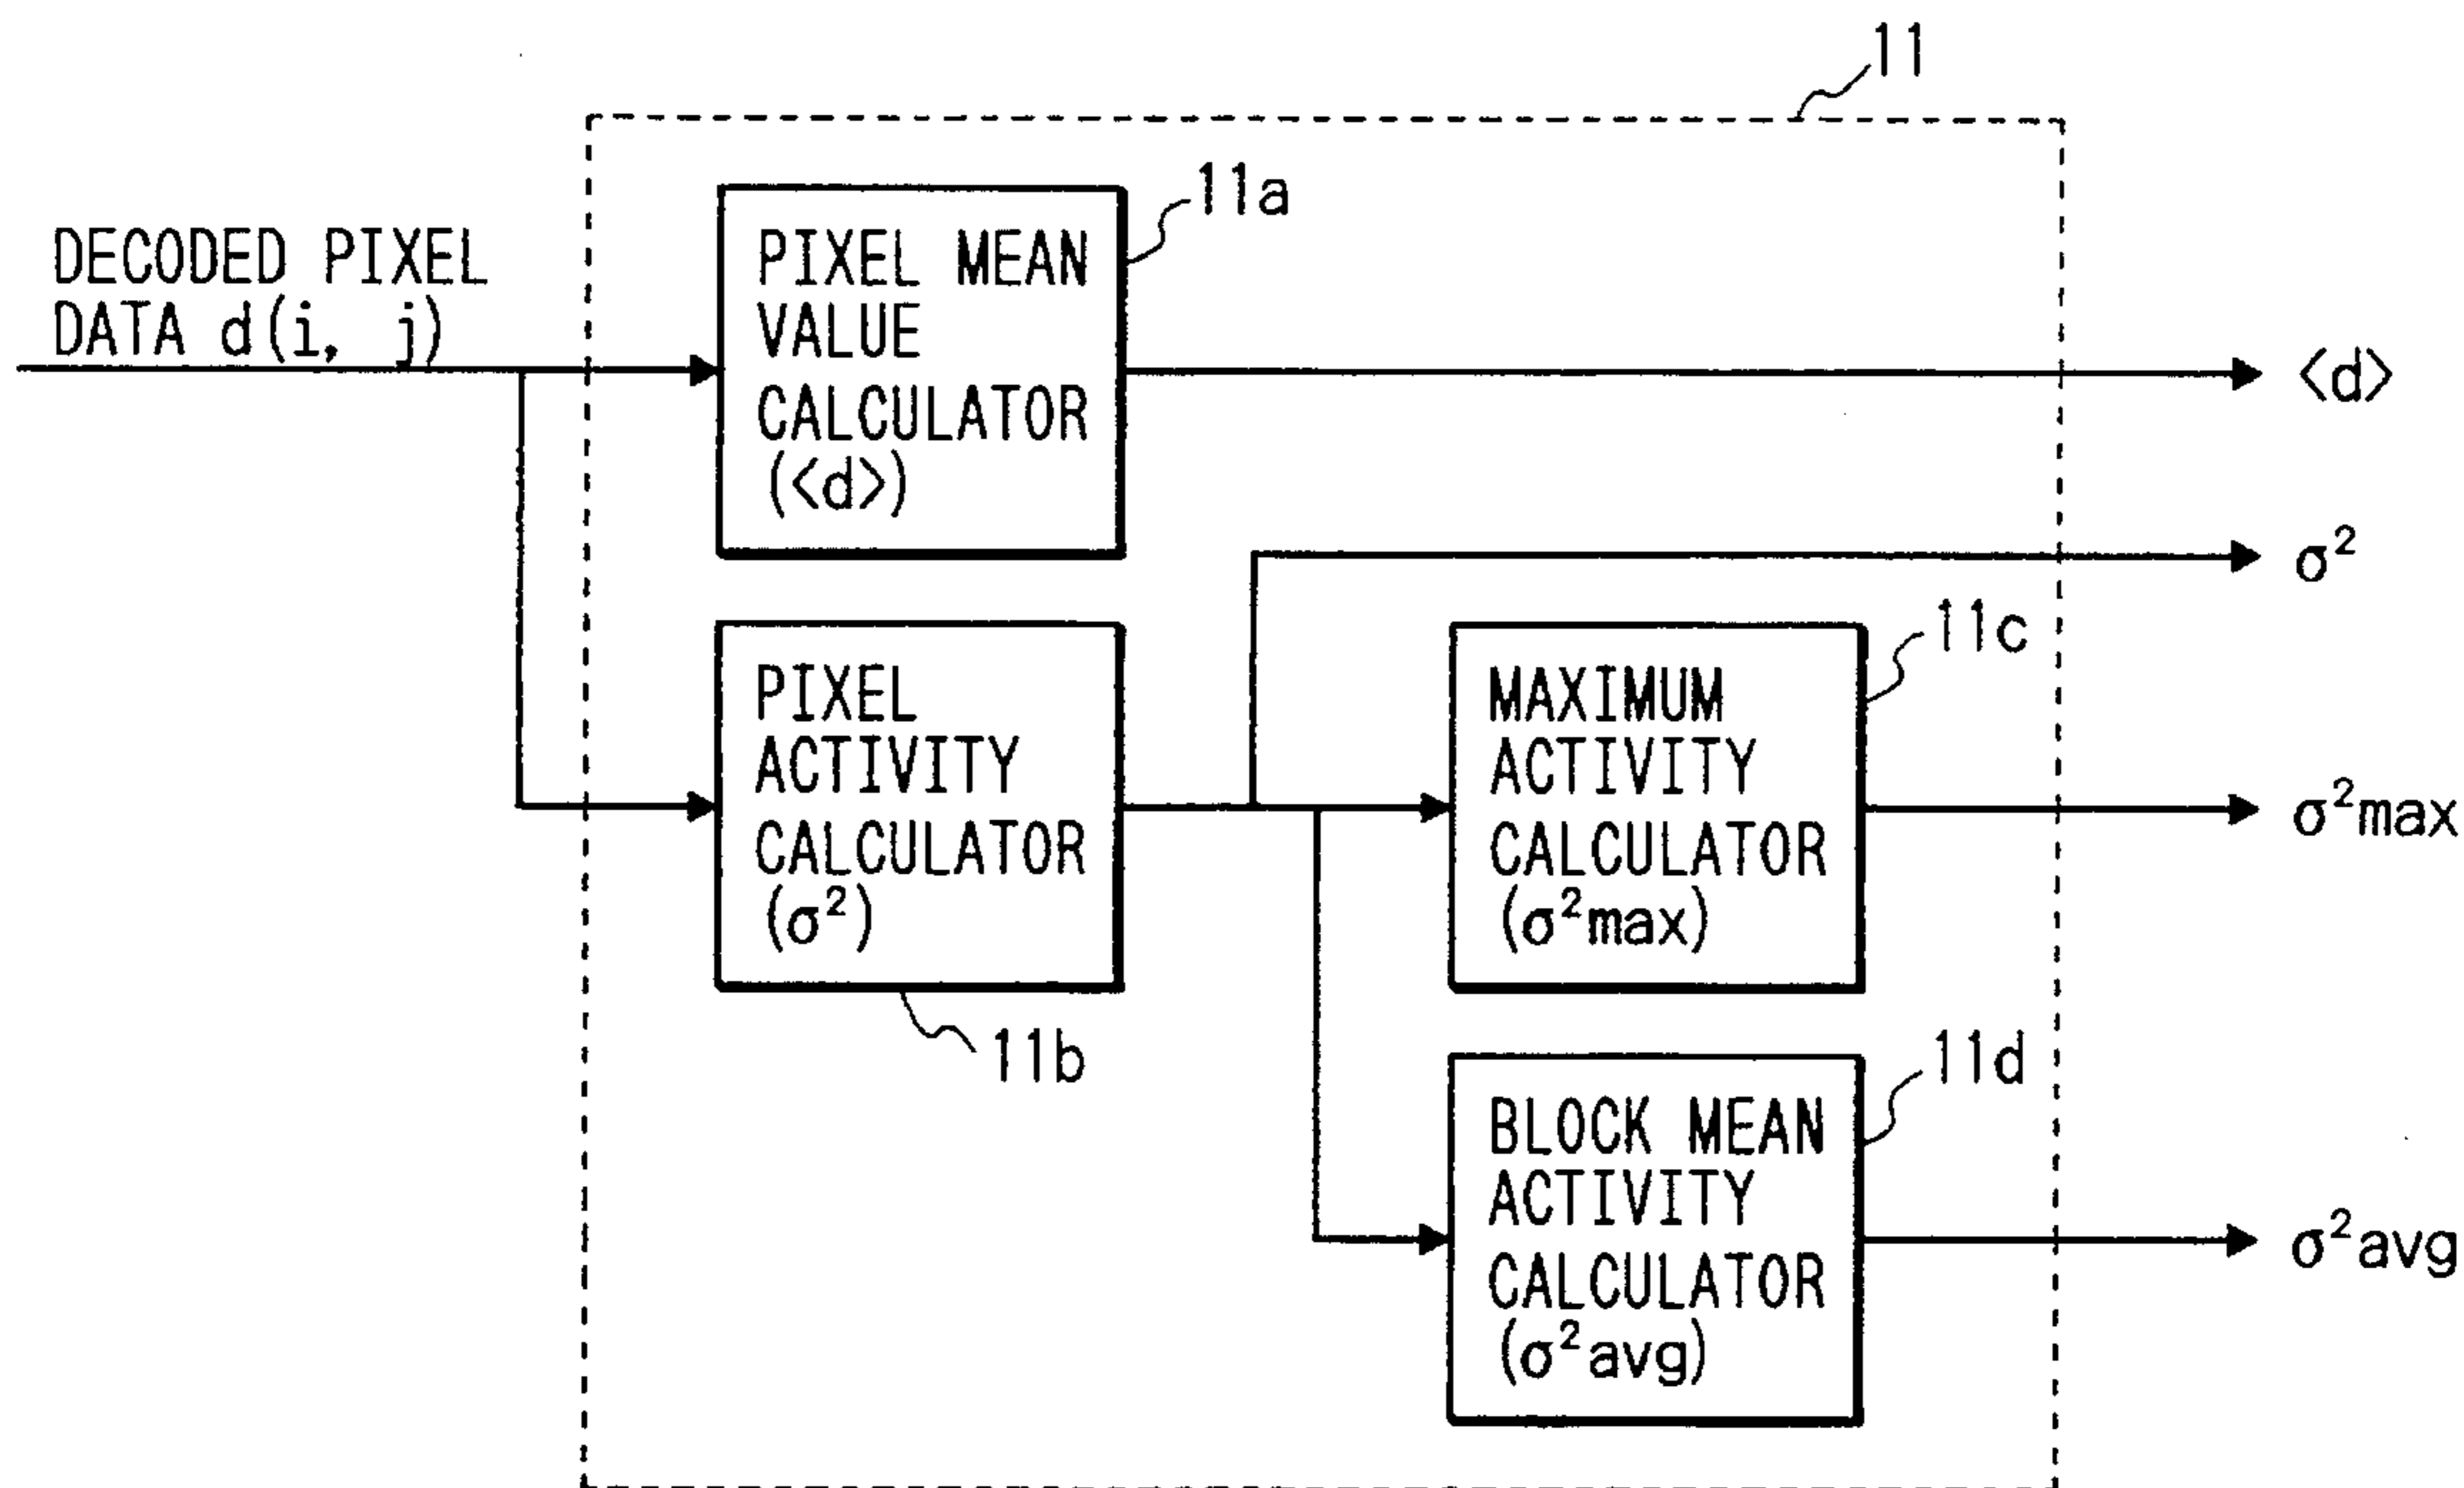 11
11a
DECODED PIXEL
DATA d(i, j)
PIXEL MEAN
VALUE
CALCULATOR
(<d>)
<d>
σ²
11c
PIXEL
ACTIVITY
CALCULATOR
(σ²)
11b
MAXIMUM
ACTIVITY
CALCULATOR
(σ²max)
σ²max
11d
BLOCK MEAN
ACTIVITY
CALCULATOR
(σ²avg)
σ²avg